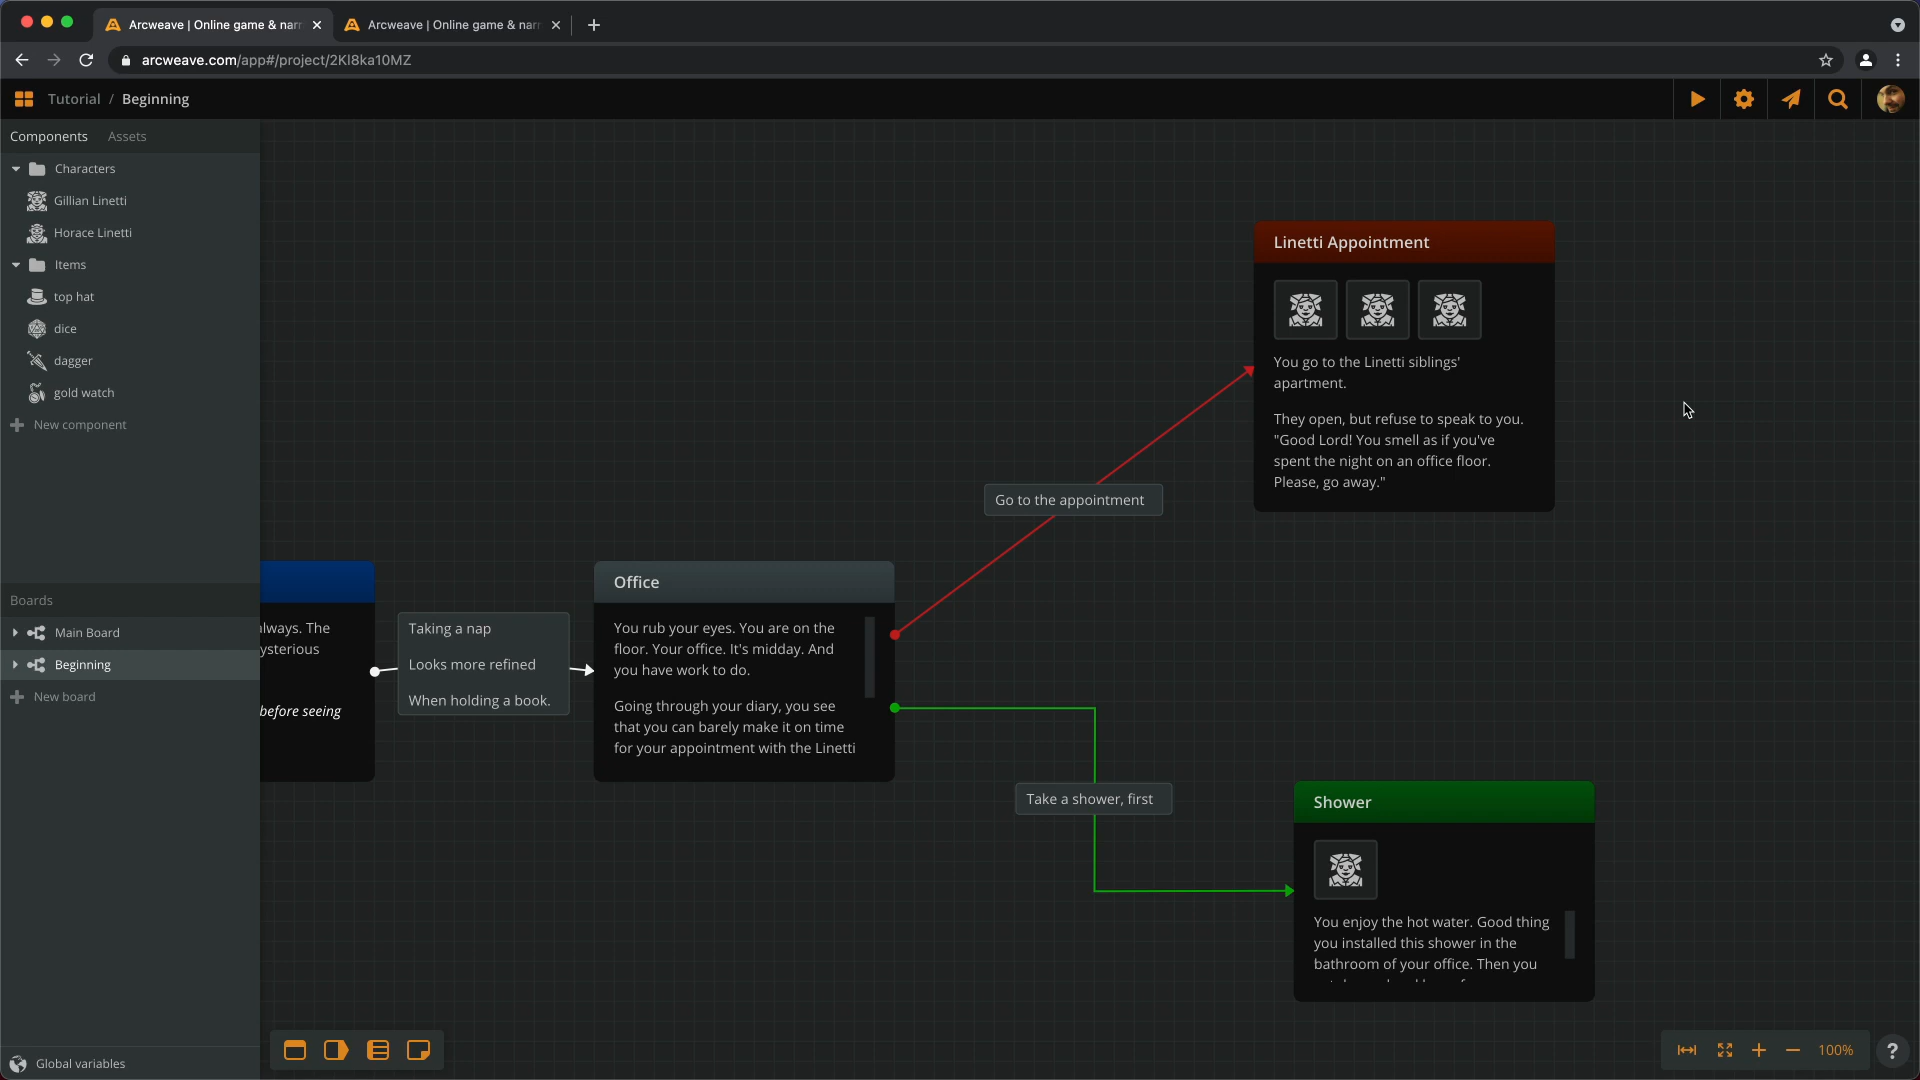 Arcweave | Online game & narr
Arcweave | Online game & narr
arcweave.com/app#/project/2Kl8ka10MZ
Tutorial / Beginning
Components Assets
Characters
Gillian Linetti
Horace Linetti
Items
top hat
dice
dagger
gold watch
New component
Boards
Main Board
Beginning
New board
Global variables
always. The
ysterious
before seeing
Taking a nap
Looks more refined
When holding a book.
Office
You rub your eyes. You are on the
floor. Your office. It's midday. And
you have work to do.
Going through your diary, you see
that you can barely make it on time
for your appointment with the Linetti
Go to the appointment
Take a shower, first
Linetti Appointment
You go to the Linetti siblings'
apartment.
They open, but refuse to speak to you.
"Good Lord! You smell as if you've
spent the night on an office floor.
Please, go away."
Shower
You enjoy the hot water. Good thing
you installed this shower in the
bathroom of your office. Then you
100%
?